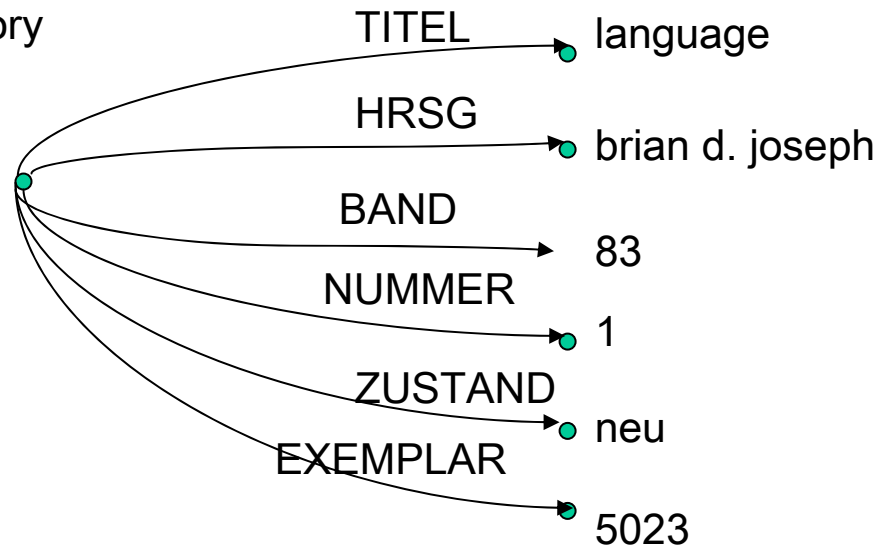 ory
TITEL language
HRSG brian d. joseph
BAND 83
NUMMER 1
ZUSTAND neu
EXEMPLAR 5023